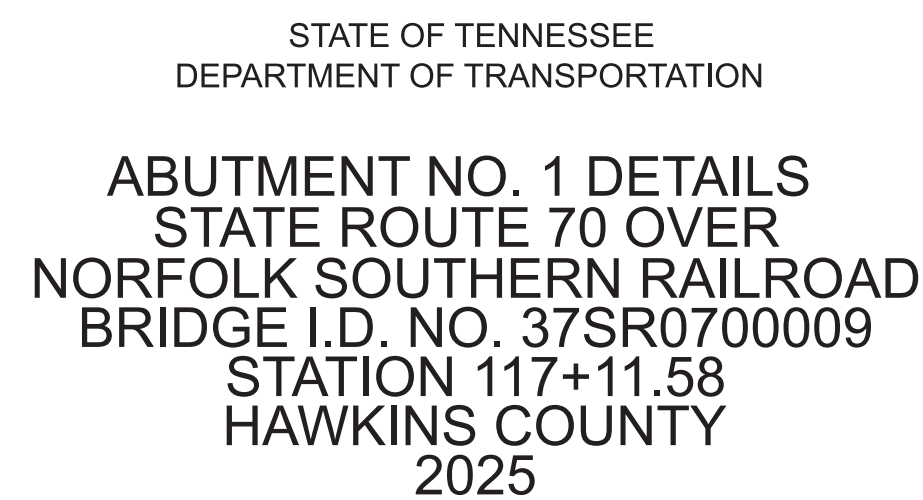 STATE OF TENNESSEE
DEPARTMENT OF TRANSPORTATION
ABUTMENT NO. 1 DETAILS
STATE ROUTE 70 OVER
NORFOLK SOUTHERN RAILROAD
BRIDGE I.D. NO. 37SR0700009
STATION 117+11.58
HAWKINS COUNTY
2025